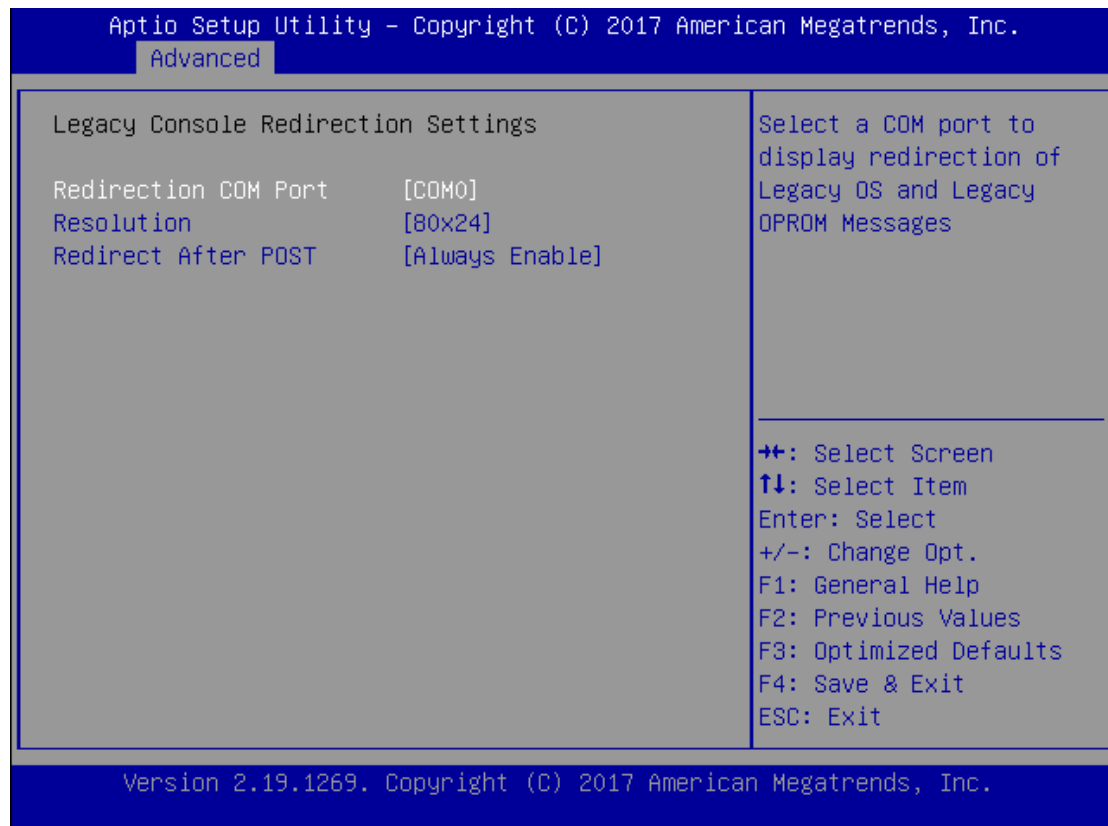 Aptio Setup Utility – Copyright (C) 2017 American Megatrends, Inc.
Advanced
Legacy Console Redirection Settings
Redirection COM Port [COM0]
Resolution [80x24]
Redirect After POST [Always Enable]
Select a COM port to
display redirection of
Legacy OS and Legacy
OPROM Messages
→←: Select Screen
↑↓: Select Item
Enter: Select
+/-: Change Opt.
F1: General Help
F2: Previous Values
F3: Optimized Defaults
F4: Save & Exit
ESC: Exit
Version 2.19.1269. Copyright (C) 2017 American Megatrends, Inc.